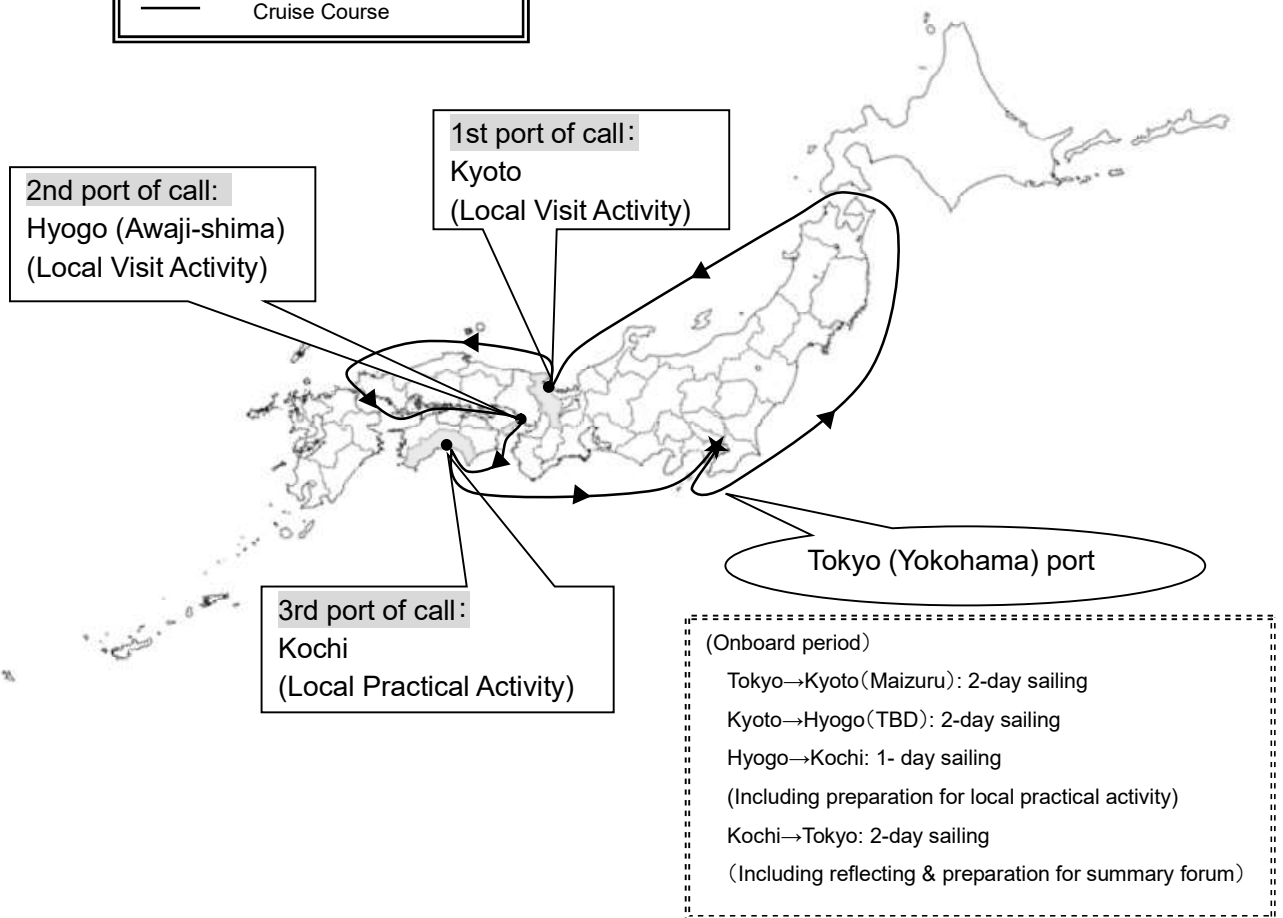 Cruise Course
1st port of call：
Kyoto
(Local Visit Activity)
2nd port of call:
Hyogo (Awaji-shima)
(Local Visit Activity)
Tokyo (Yokohama) port
3rd port of call：
Kochi
(Local Practical Activity)
(Onboard period）
Tokyo→Kyoto（Maizuru）: 2-day sailing
Kyoto→Hyogo（TBD）: 2-day sailing
Hyogo→Kochi: 1- day sailing
(Including preparation for local practical activity)
Kochi→Tokyo: 2-day sailing
（Including reflecting & preparation for summary forum）